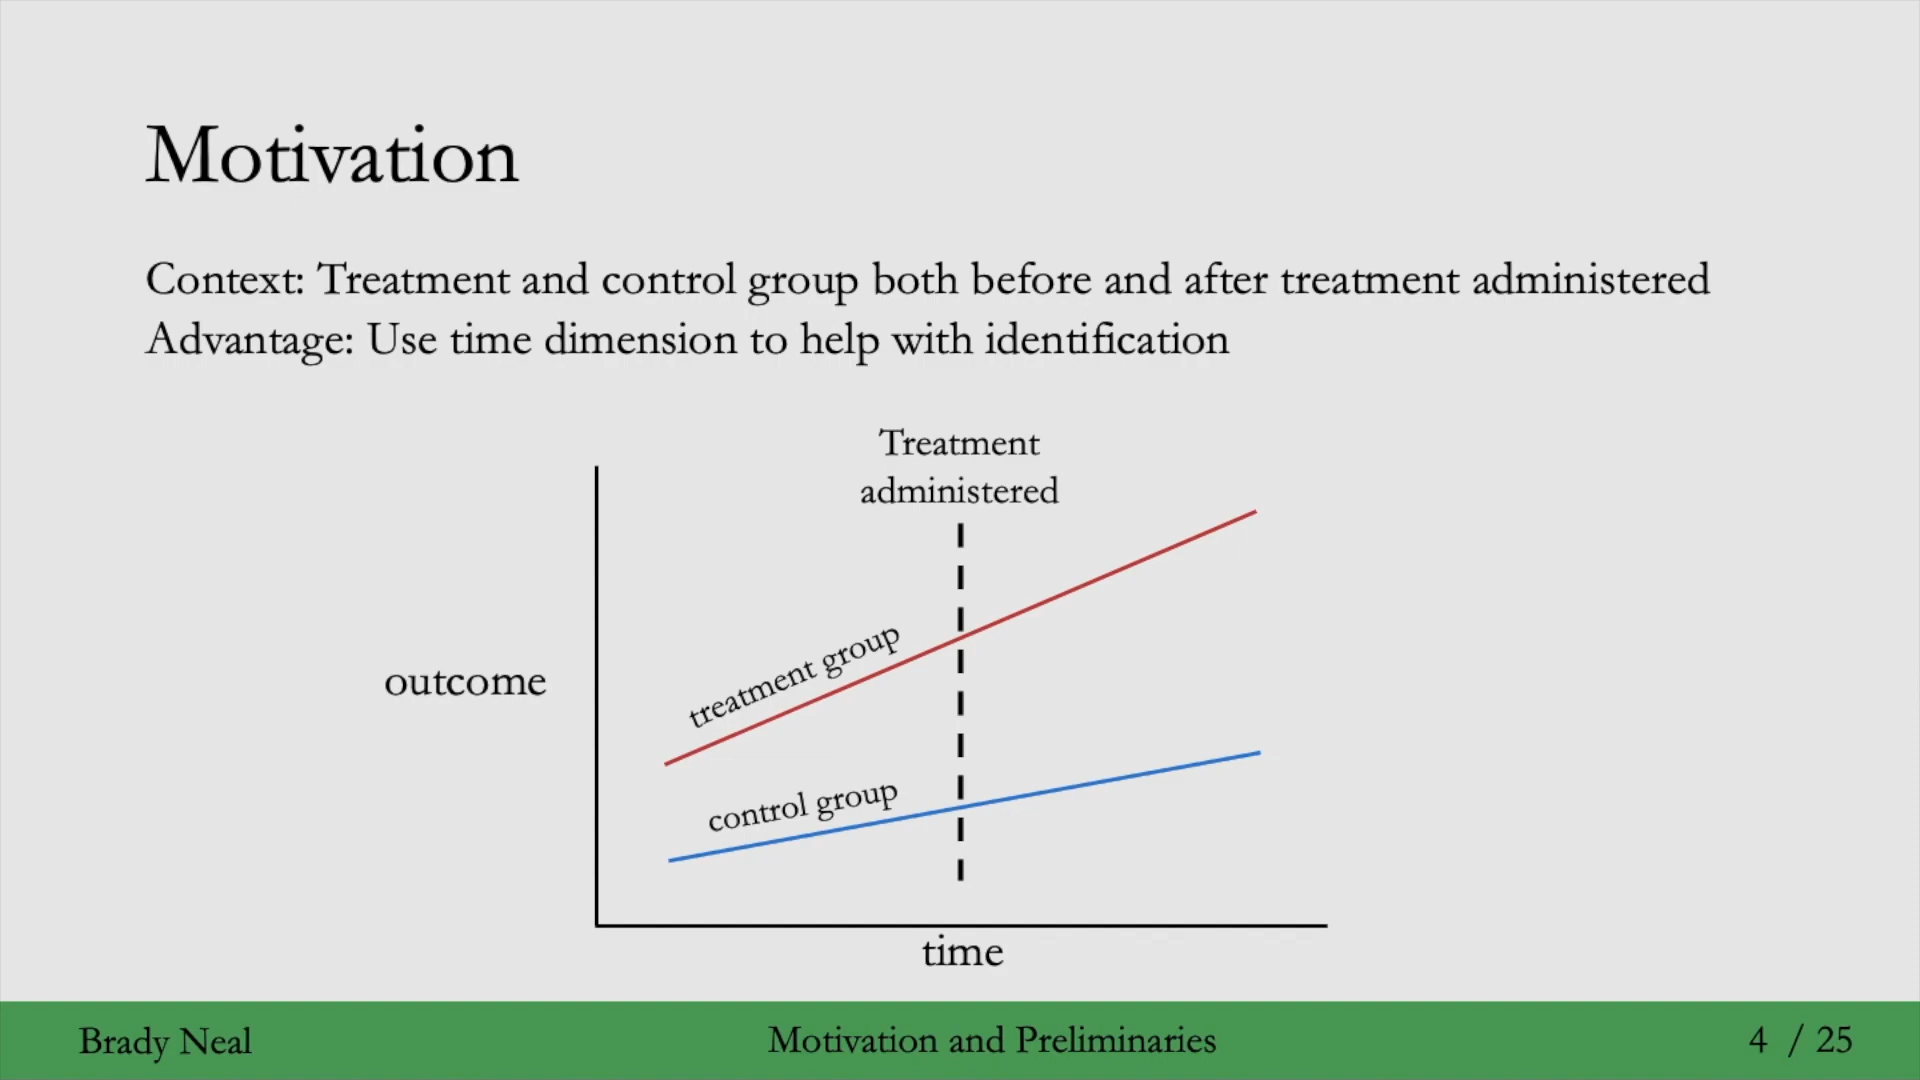 Motivation
Context: Treatment and control group both before and after treatment administered
Advantage: Use time dimension to help with identification
Treatment
administered
treatment group
outcome
control group
time
Brady Neal
Motivation and Preliminaries
4 / 25